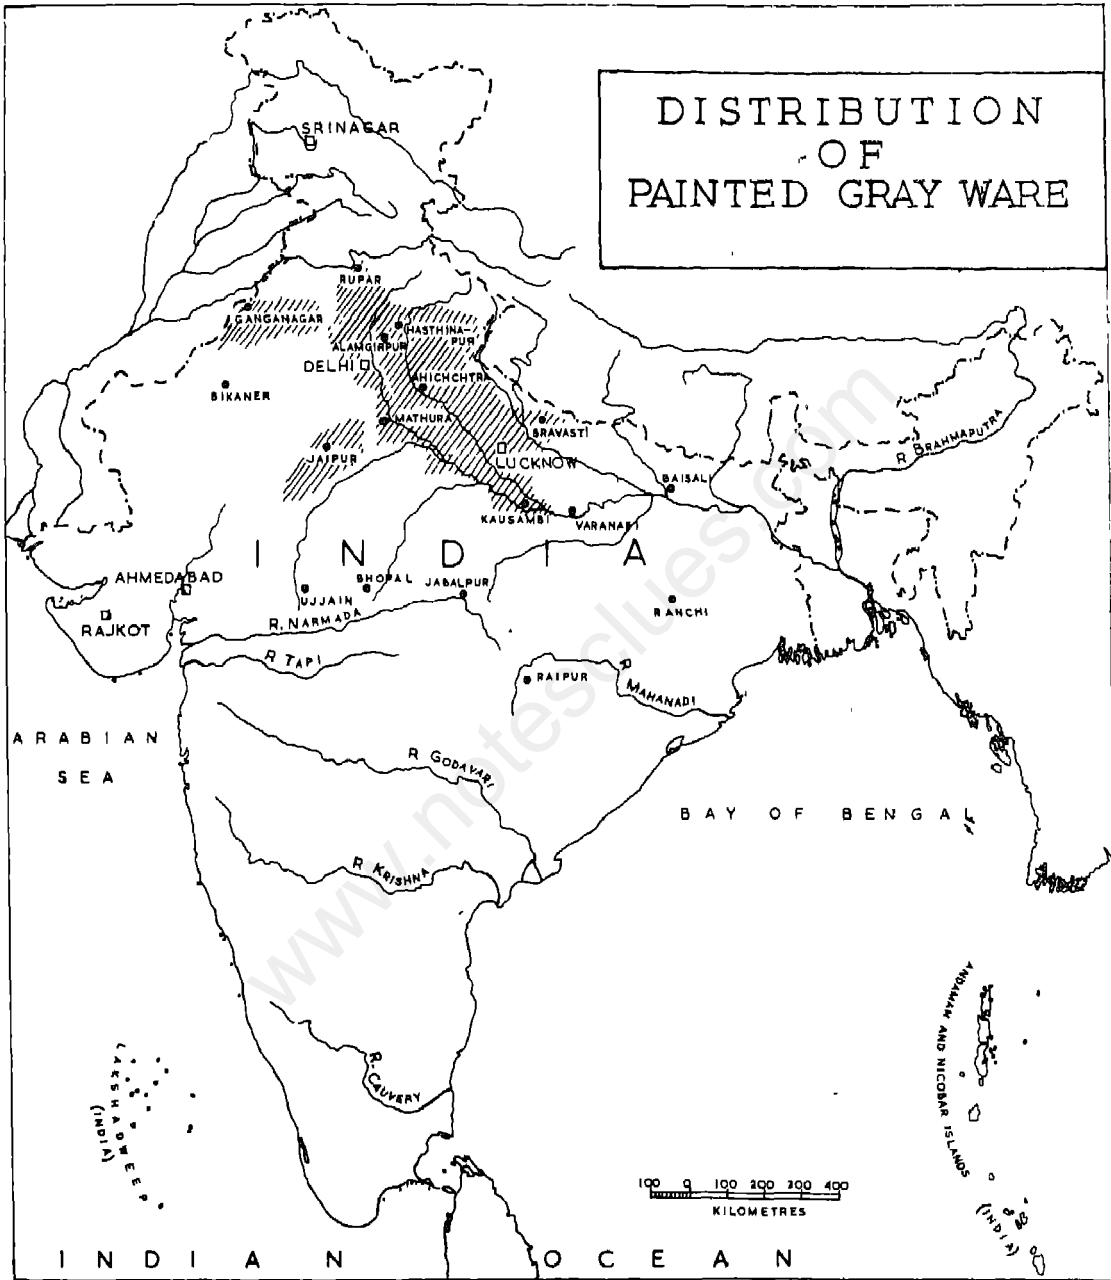 DISTRIBUTION
OF
PAINTED GRAY WARE
SRINAGAR
RUPAR
GANGANAGAR
HASTHINA-
PUR
ALAMGIRPUR
DELHI
AHICHCHTRA
BIKANER
MATHURA
SRAVASTI
JAIPUR
LUCKNOW
BAISALI
R BRAHMAPUTRA
KAUSAMBI
VARANASI
INDIA
AHMEDABAD
BHOPAL
JABALPUR
UJJAIN
RANCHI
RAJKOT
R. NARMADA
R TAPI
RAIPUR
R MAHANADI
ARABIAN
SEA
R GODAVARI
BAY OF BENGAL
R KRISHNA
R. CAUVERY
LAKSHADWEEP
(INDIA)
ANDAMAN AND NICOBAR ISLANDS
(INDIA)
100 0 100 200 300 400
KILOMETRES
INDIAN OCEAN
www.notesclues.com